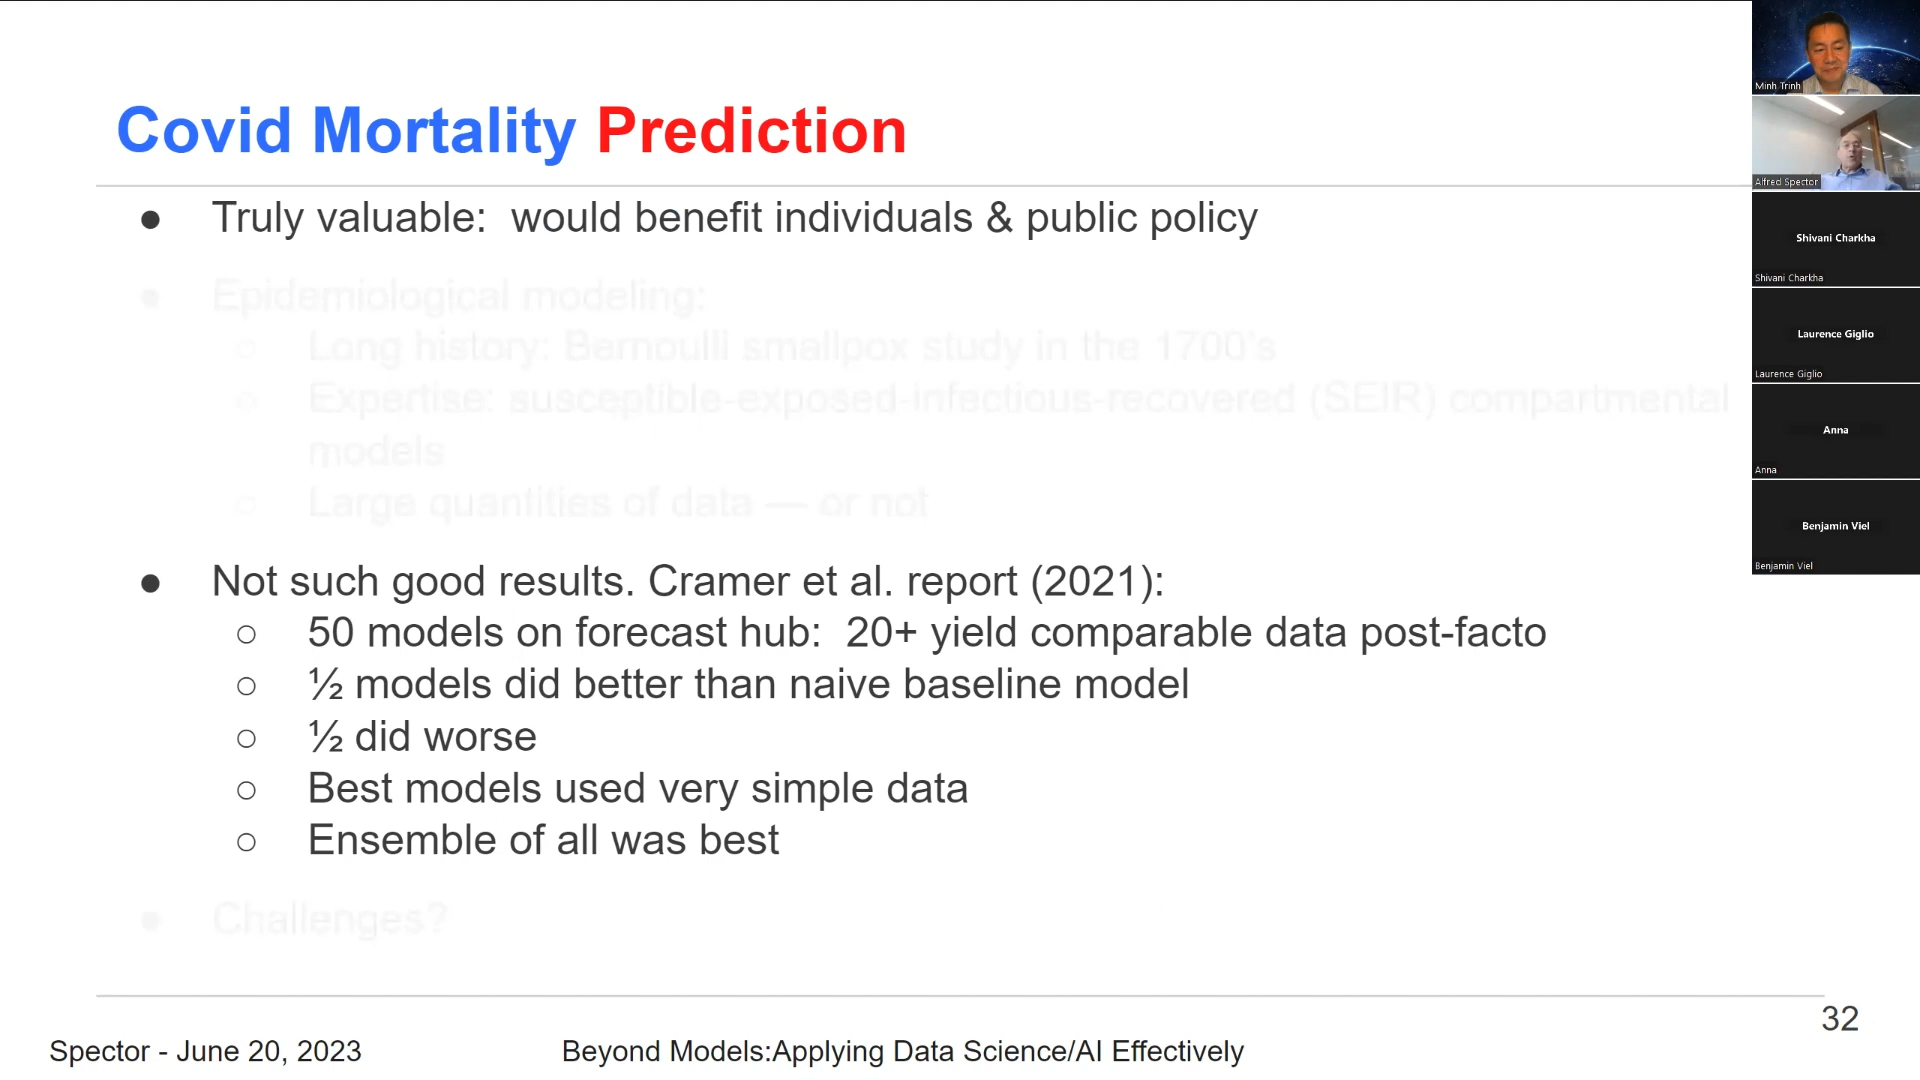 Covid Mortality Prediction
● Truly valuable:  would benefit individuals & public policy
● Epidemiological modeling:
○ Long history: Bernoulli smallpox study in the 1700's
○ Expertise: susceptible-exposed-infectious-recovered (SEIR) compartmental
models
○ Large quantities of data — or not
● Not such good results. Cramer et al. report (2021):
○ 50 models on forecast hub:  20+ yield comparable data post-facto
○ ½ models did better than naive baseline model
○ ½ did worse
○ Best models used very simple data
○ Ensemble of all was best
● Challenges?
32
Spector - June 20, 2023
Beyond Models:Applying Data Science/AI Effectively
Minh Trinh
Alfred Spector
Shivani Charkha
Shivani Charkha
Laurence Giglio
Laurence Giglio
Anna
Anna
Benjamin Viel
Benjamin Viel